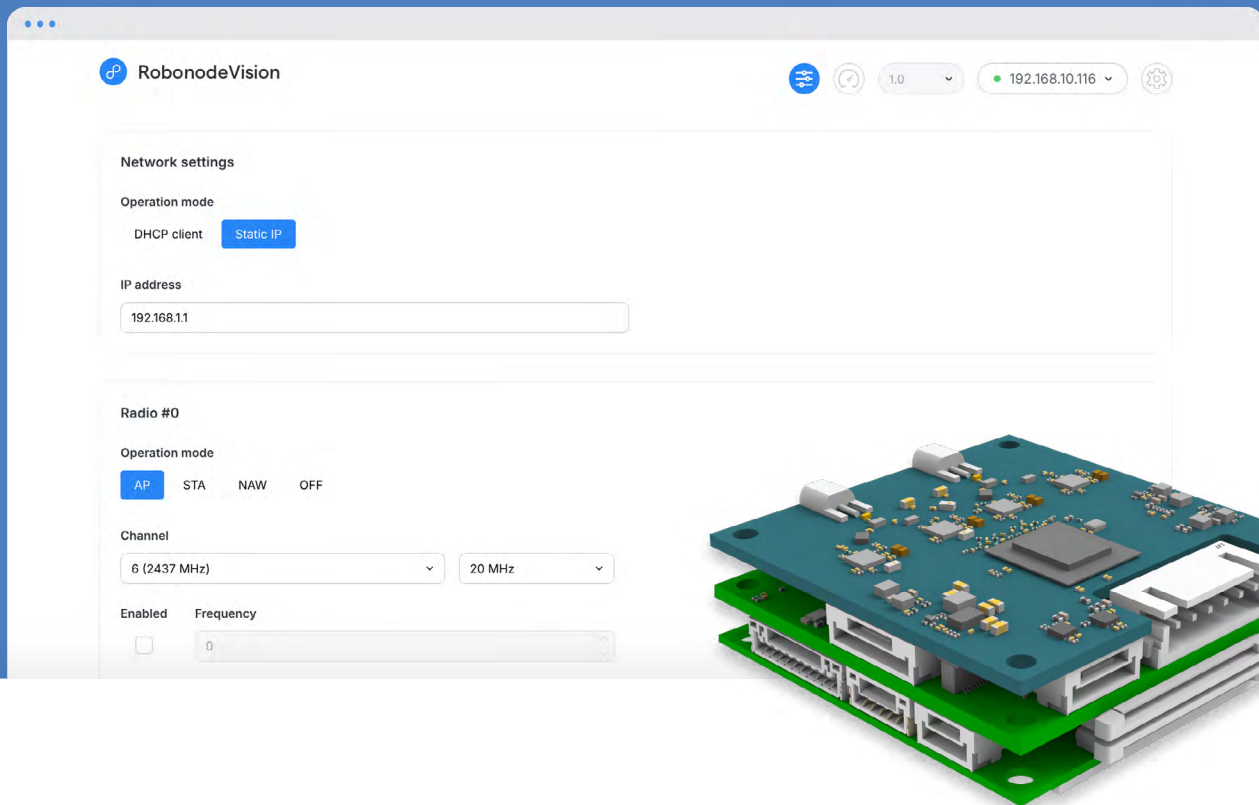 RobonodeVision
1.0
192.168.10.116
Network settings
Operation mode
DHCP client Static IP
IP address
192.168.1.1
Radio #0
Operation mode
AP STA NAW OFF
Channel
6 (2437 MHz) 20 MHz
Enabled Frequency
0